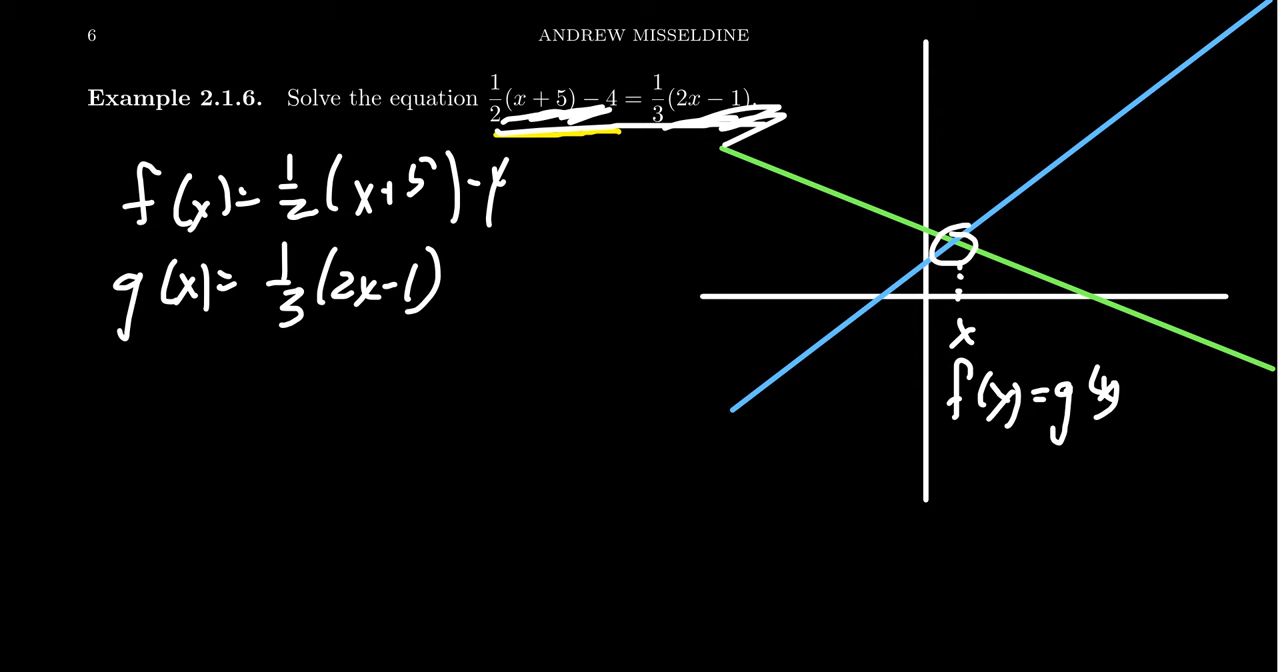 6 ANDREW MISSELDINE
Example 2.1.6. Solve the equation 1/2(x + 5) − 4 = 1/3(2x − 1).
f(x) = 1/2(x+5) - 4
g(x) = 1/3(2x-1)
x
f(x) = g(x)